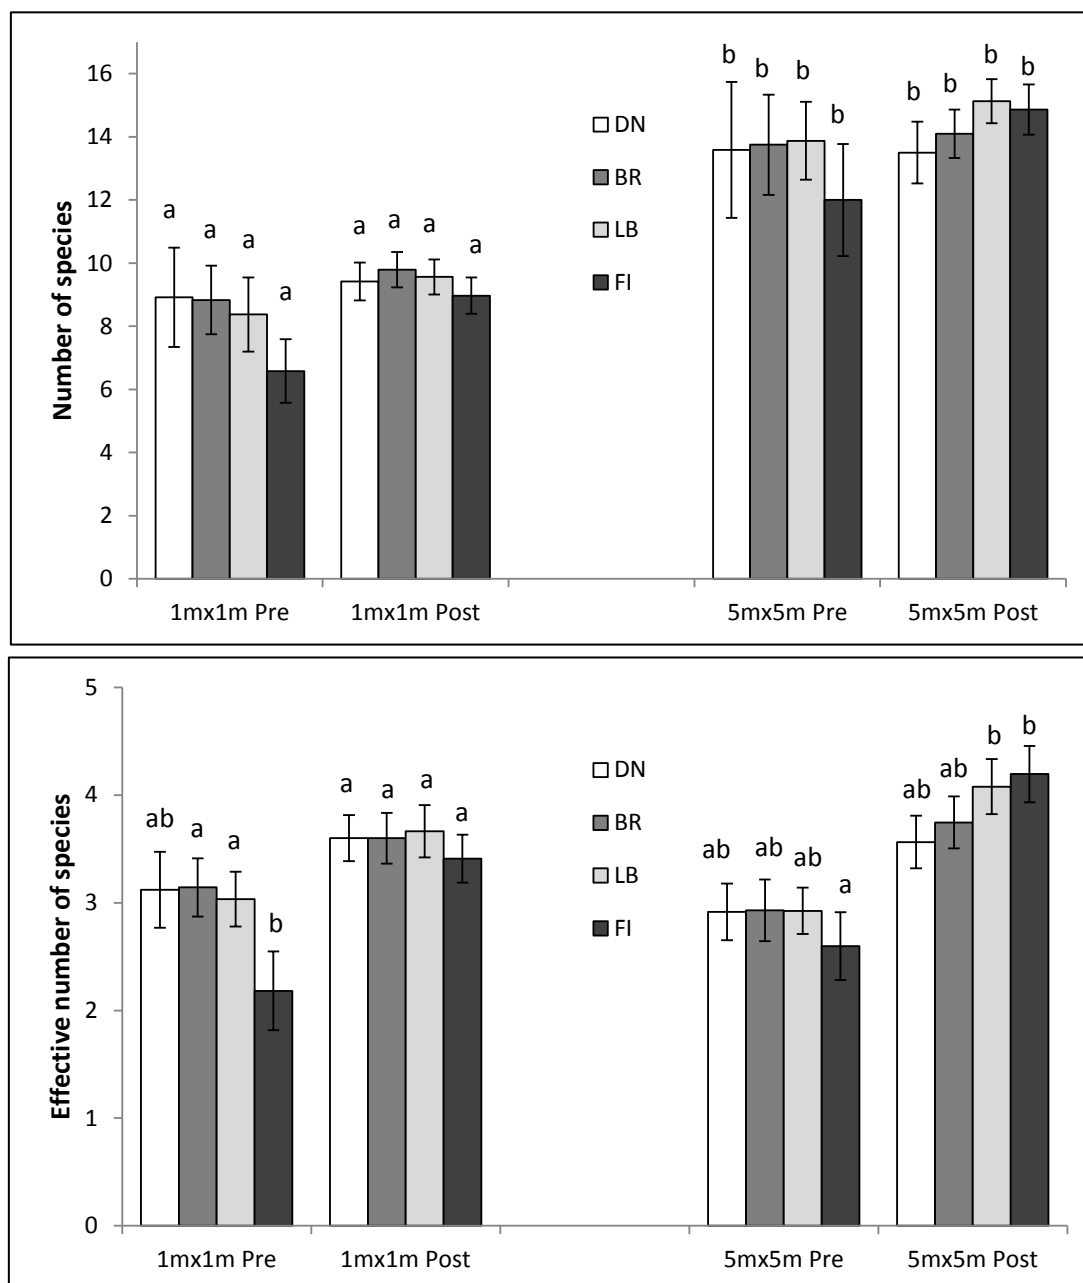 Number of species
16
14
12
10
8
6
4
2
0
a a a a
a a a a
b b b b
b b b b
DN
BR
LB
FI
1mx1m Pre 1mx1m Post 5mx5m Pre 5mx5m Post
Effective number of species
5
4
3
2
1
0
ab a a b
a a a a
ab ab ab a
ab ab b b
DN
BR
LB
FI
1mx1m Pre 1mx1m Post 5mx5m Pre 5mx5m Post